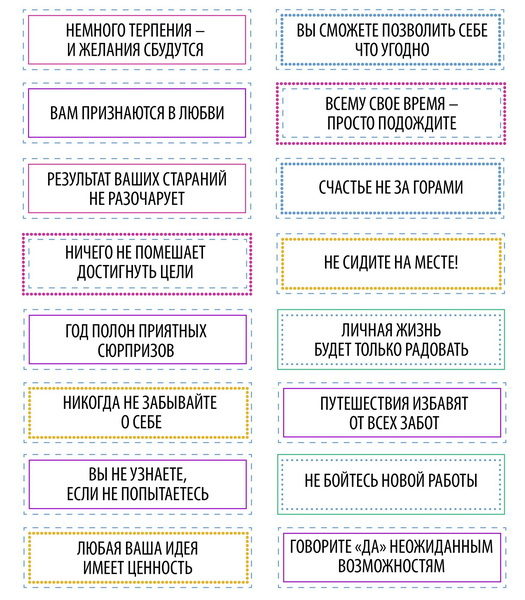 НЕМНОГО ТЕРПЕНИЯ –
И ЖЕЛАНИЯ СБУДУТСЯ
ВЫ СМОЖЕТЕ ПОЗВОЛИТЬ СЕБЕ
ЧТО УГОДНО
ВАМ ПРИЗНАЮТСЯ В ЛЮБВИ
ВСЕМУ СВОЕ ВРЕМЯ –
ПРОСТО ПОДОЖДИТЕ
РЕЗУЛЬТАТ ВАШИХ СТАРАНИЙ
НЕ РАЗОЧАРУЕТ
СЧАСТЬЕ НЕ ЗА ГОРАМИ
НИЧЕГО НЕ ПОМЕШАЕТ
ДОСТИГНУТЬ ЦЕЛИ
НЕ СИДИТЕ НА МЕСТЕ!
ГОД ПОЛОН ПРИЯТНЫХ
СЮРПРИЗОВ
ЛИЧНАЯ ЖИЗНЬ
БУДЕТ ТОЛЬКО РАДОВАТЬ
НИКОГДА НЕ ЗАБЫВАЙТЕ
О СЕБЕ
ПУТЕШЕСТВИЯ ИЗБАВЯТ
ОТ ВСЕХ ЗАБОТ
ВЫ НЕ УЗНАЕТЕ,
ЕСЛИ НЕ ПОПЫТАЕТЕСЬ
НЕ БОЙТЕСЬ НОВОЙ РАБОТЫ
ЛЮБАЯ ВАША ИДЕЯ
ИМЕЕТ ЦЕННОСТЬ
ГОВОРИТЕ «ДА» НЕОЖИДАННЫМ
ВОЗМОЖНОСТЯМ